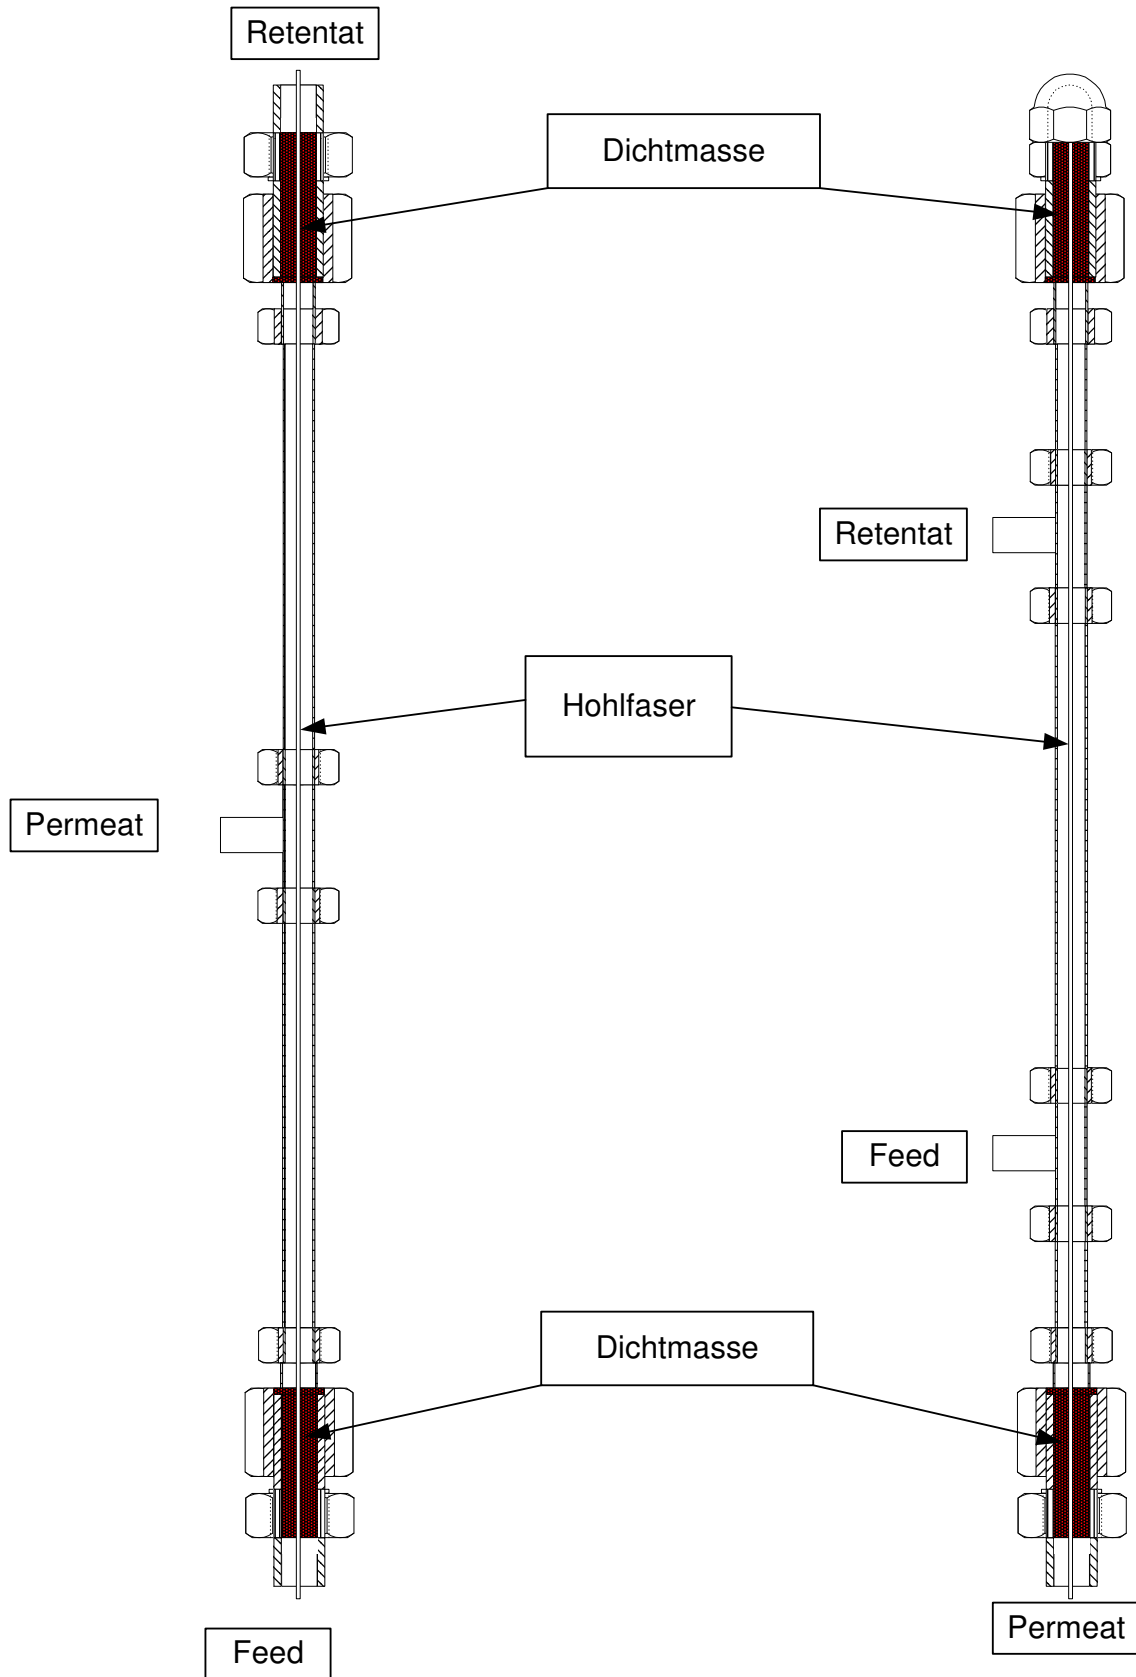 Retentat
Dichtmasse
Retentat
Hohlfaser
Permeat
Feed
Dichtmasse
Permeat
Feed